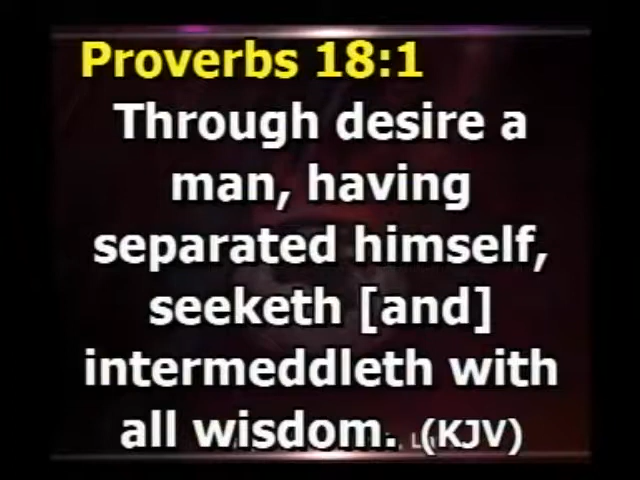 Proverbs 18:1
Through desire a
man, having
separated himself,
seeketh [and]
intermeddleth with
all wisdom. (KJV)